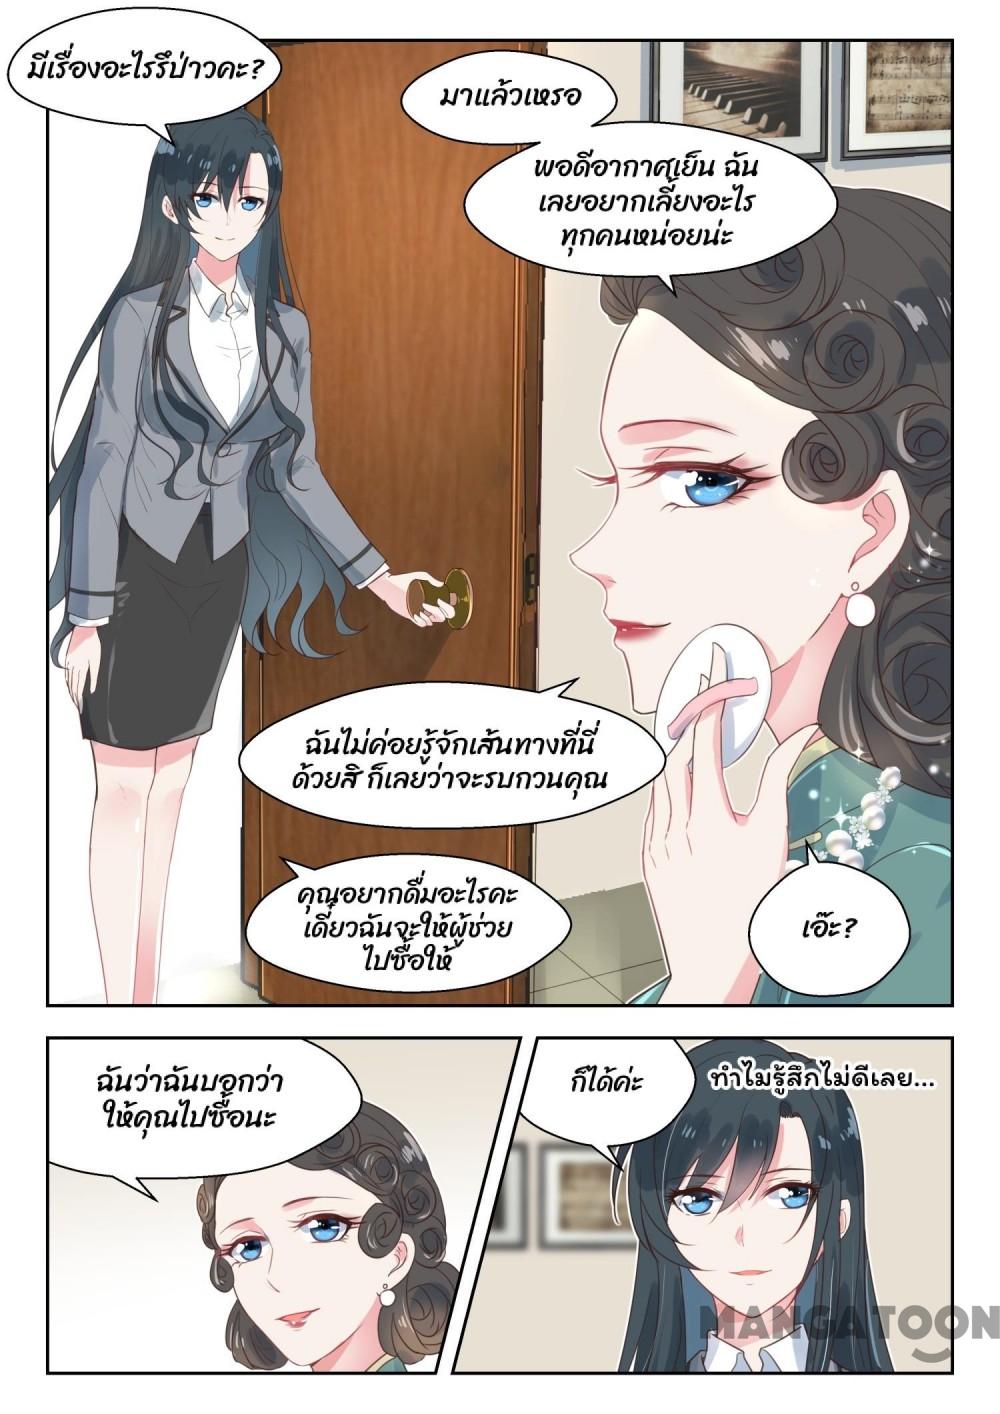 มีเรื่องอะไรรึป่าวคะ?
มาแล้วเหรอ
พอดีอากาศเย็น ฉัน
เลยอยากเลี้ยงอะไร
ทุกคนหน่อยน่ะ
ฉันไม่ค่อยรู้จักเส้นทางที่นี่
ด้วยสิ ก็เลยว่าจะรบกวนคุณ
คุณอยากดื่มอะไรคะ
เดี๋ยวฉันจะให้ผู้ช่วย
ไปซื้อให้
เอ๊ะ?
ฉันว่าฉันบอกว่า
ให้คุณไปซื้อนะ
ก็ได้ค่ะ
ทำไมรู้สึกไม่ดีเลย...
MANGATOON